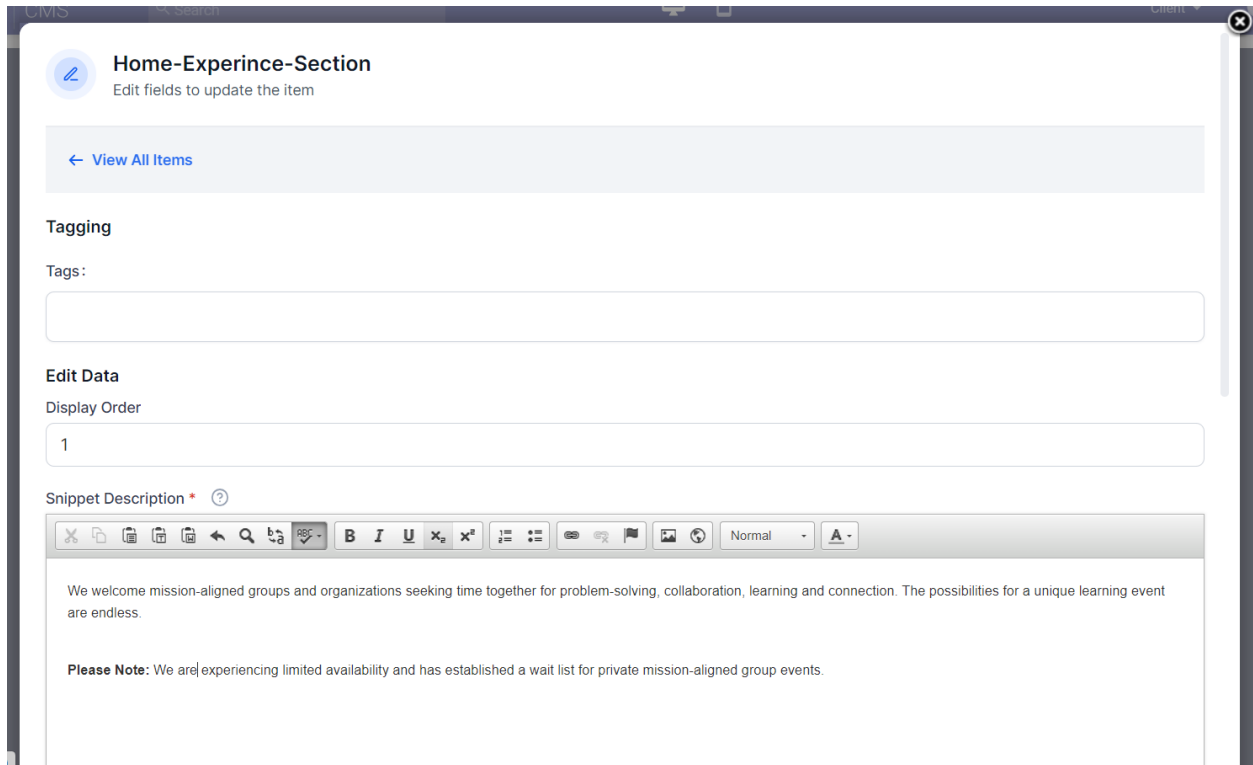 CMS
Search
Client
Home-Experince-Section
Edit fields to update the item
← View All Items
Tagging
Tags:
Edit Data
Display Order
1
Snippet Description * ?
ABC B I U x₂ x² Normal A
We welcome mission-aligned groups and organizations seeking time together for problem-solving, collaboration, learning and connection. The possibilities for a unique learning event
are endless.
Please Note: We are experiencing limited availability and has established a wait list for private mission-aligned group events.